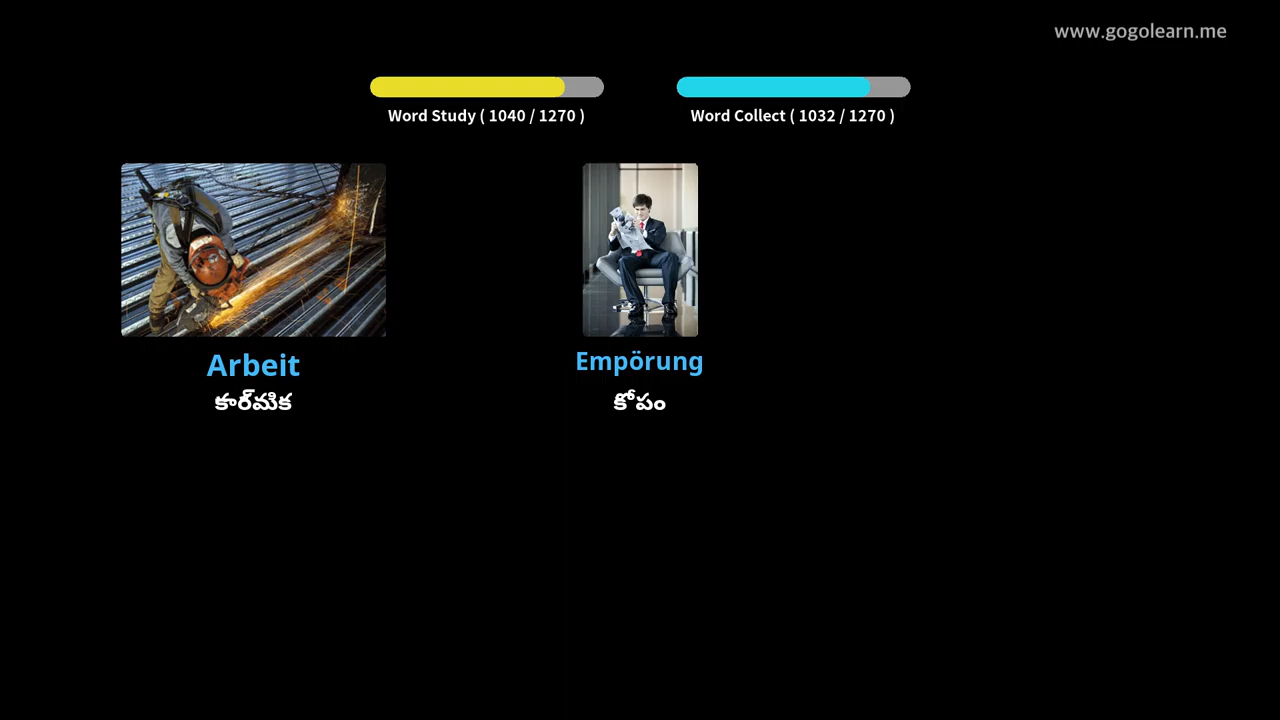 www.gogolearn.me
Word Study ( 1040 / 1270 )
Word Collect ( 1032 / 1270 )
Arbeit
Empörung
కార్‌మిక
కోపం